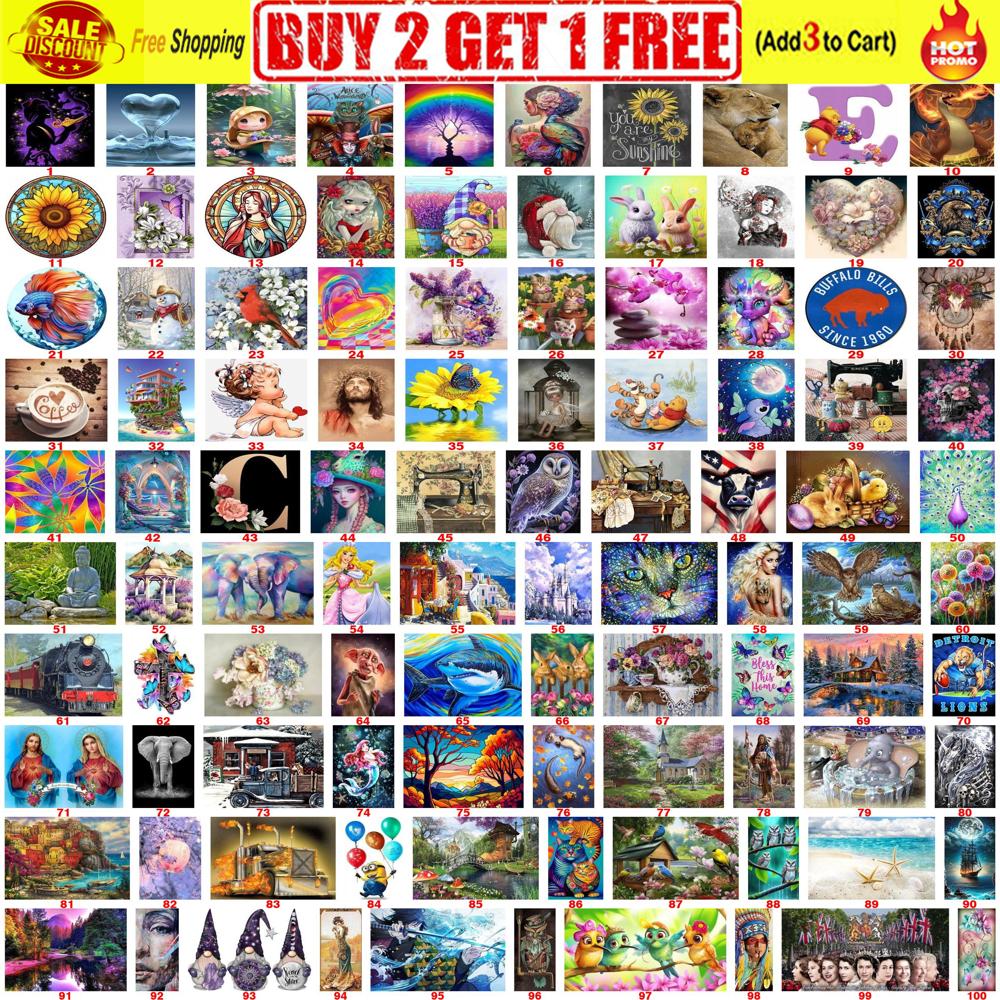 SALE
DISCOUNT
Free Shopping
BUY 2 GET 1 FREE
(Add3 to Cart)
HOT
PROMO
ALICE
You
are my
Sunshine
E
1 2 3 4 5 6 7 8 9 10
11 12 13 14 15 16 17 18 19 20
BUFFALO BILLS
SINCE 1960
21 22 23 24 25 26 27 28 29 30
Coffee
31 32 33 34 35 36 37 38 39 40
C
41 42 43 44 45 46 47 48 49 50
51 52 53 54 55 56 57 58 59 60
Bless
This
Home
DETROIT
LIONS
61 62 63 64 65 66 67 68 69 70
71 72 73 74 75 76 77 78 79 80
81 82 83 84 85 86 87 88 89 90
91 92 93 94 95 96 97 98 99 100